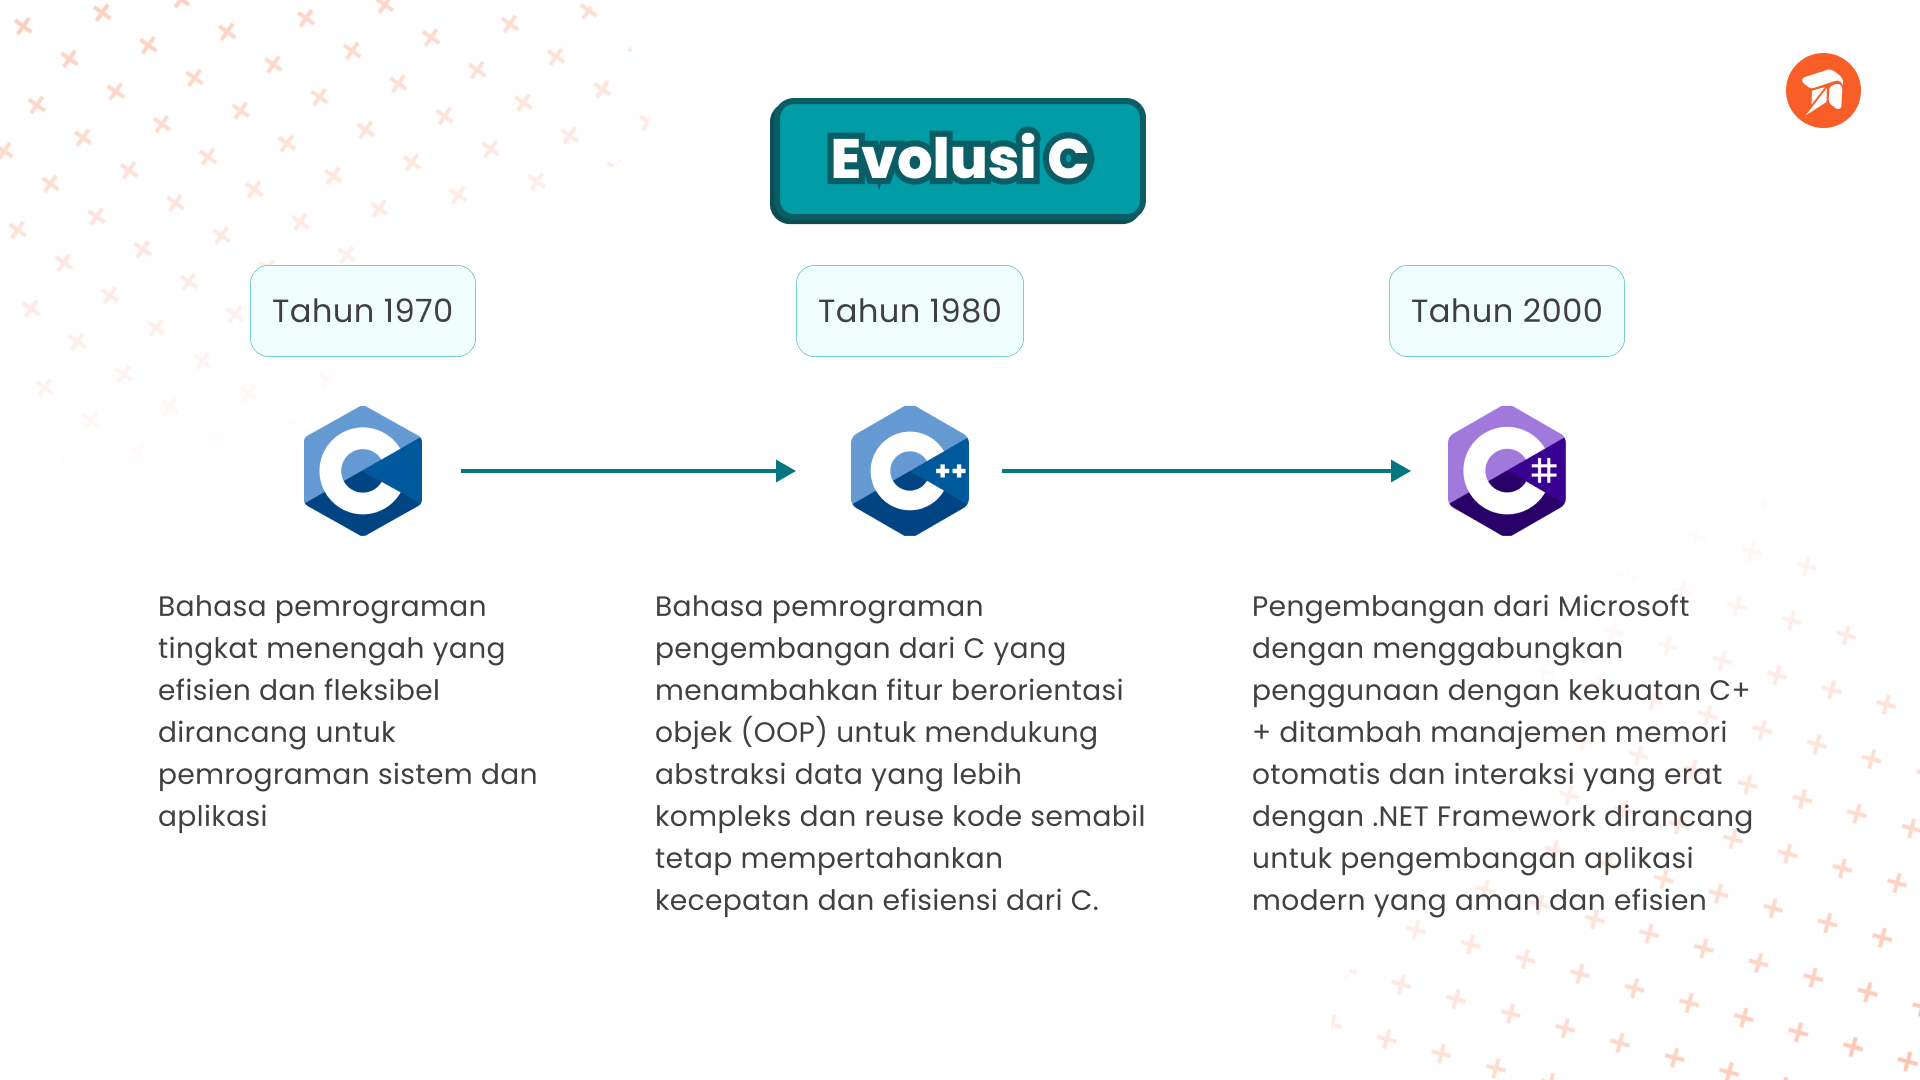 Evolusi C
Tahun 1970
Tahun 1980
Tahun 2000
C
C++
C#
Bahasa pemrograman
tingkat menengah yang
efisien dan fleksibel
dirancang untuk
pemrograman sistem dan
aplikasi
Bahasa pemrograman
pengembangan dari C yang
menambahkan fitur berorientasi
objek (OOP) untuk mendukung
abstraksi data yang lebih
kompleks dan reuse kode semabil
tetap mempertahankan
kecepatan dan efisiensi dari C.
Pengembangan dari Microsoft
dengan menggabungkan
penggunaan dengan kekuatan C+
+ ditambah manajemen memori
otomatis dan interaksi yang erat
dengan .NET Framework dirancang
untuk pengembangan aplikasi
modern yang aman dan efisien